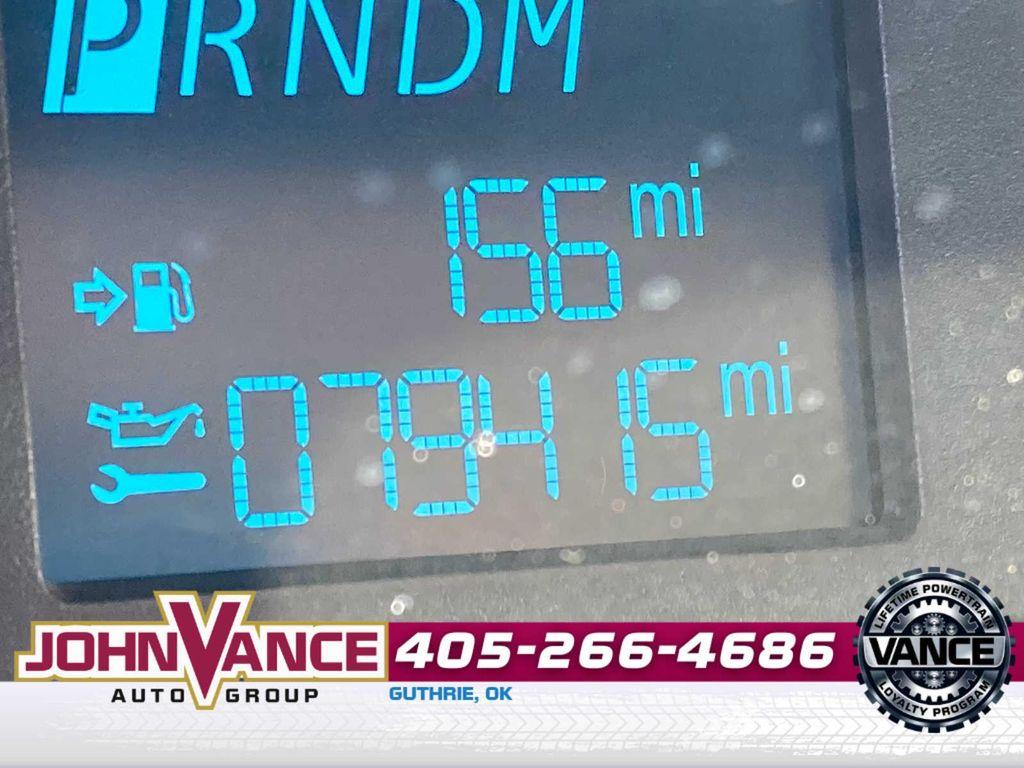 PRNDM
156 mi
079415 mi
JOHN VANCE
AUTO GROUP
405-266-4686
GUTHRIE, OK
LIFETIME POWERTRAIN
VANCE
LOYALTY PROGRAM